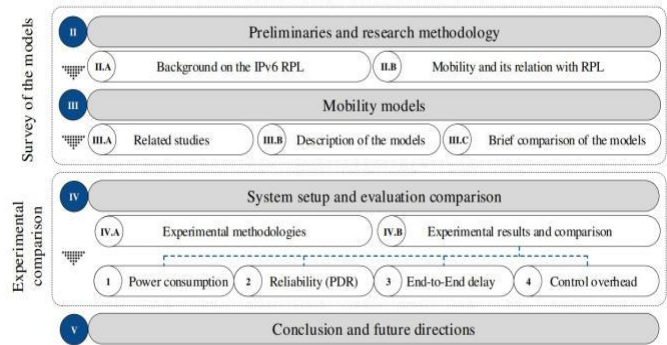 Survey of the models
II Preliminaries and research methodology
II.A Background on the IPv6 RPL II.B Mobility and its relation with RPL
III Mobility models
III.A Related studies III.B Description of the models III.C Brief comparison of the models
Experimental
comparison
IV System setup and evaluation comparison
IV.A Experimental methodologies IV.B Experimental results and comparison
1 Power consumption 2 Reliability (PDR) 3 End-to-End delay 4 Control overhead
V Conclusion and future directions